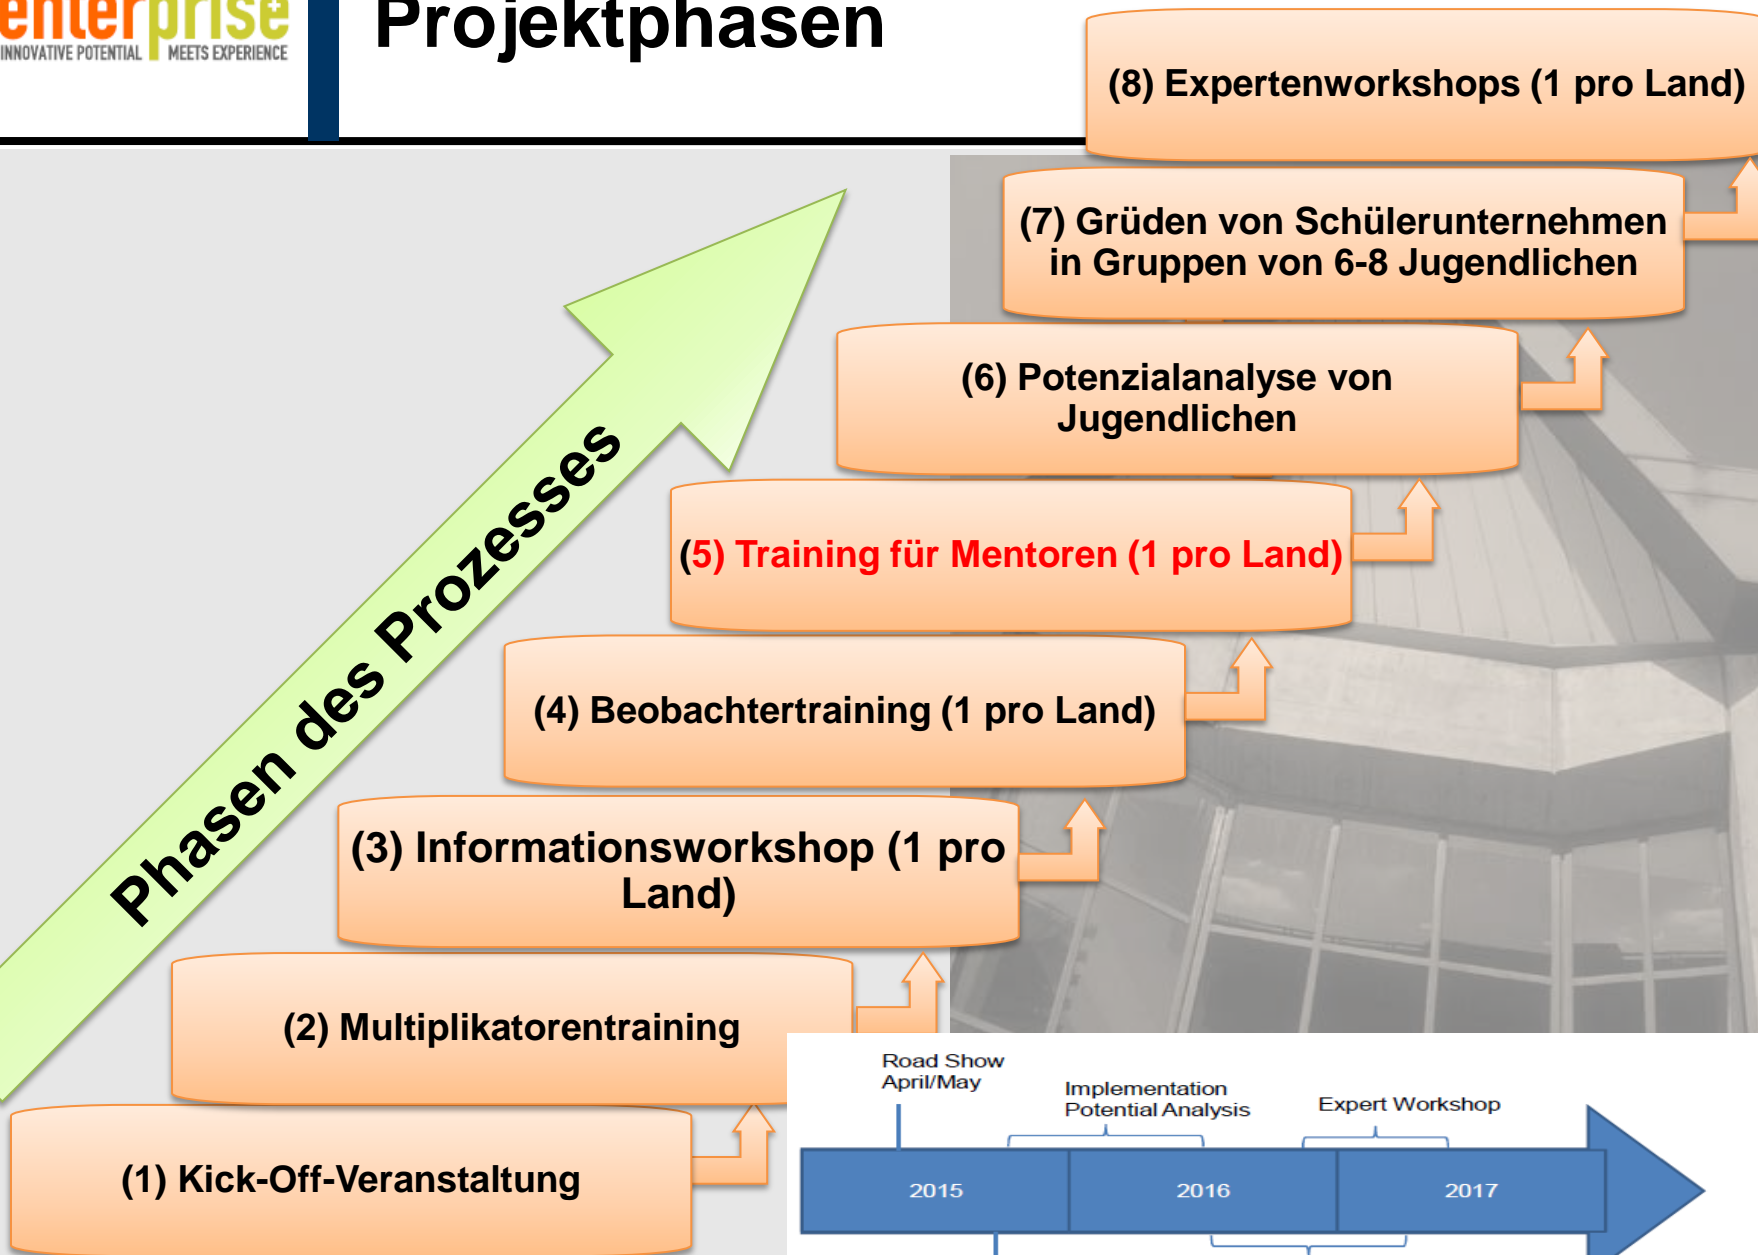 enterprise
INNOVATIVE POTENTIAL MEETS EXPERIENCE
Projektphasen
(8) Expertenworkshops (1 pro Land)
(7) Grüden von Schülerunternehmen
in Gruppen von 6-8 Jugendlichen
(6) Potenzialanalyse von
Jugendlichen
(5) Training für Mentoren (1 pro Land)
(4) Beobachtertraining (1 pro Land)
(3) Informationsworkshop (1 pro
Land)
(2) Multiplikatorentraining
(1) Kick-Off-Veranstaltung
Phasen des Prozesses
Road Show
April/May
Implementation
Potential Analysis
Expert Workshop
2015
2016
2017